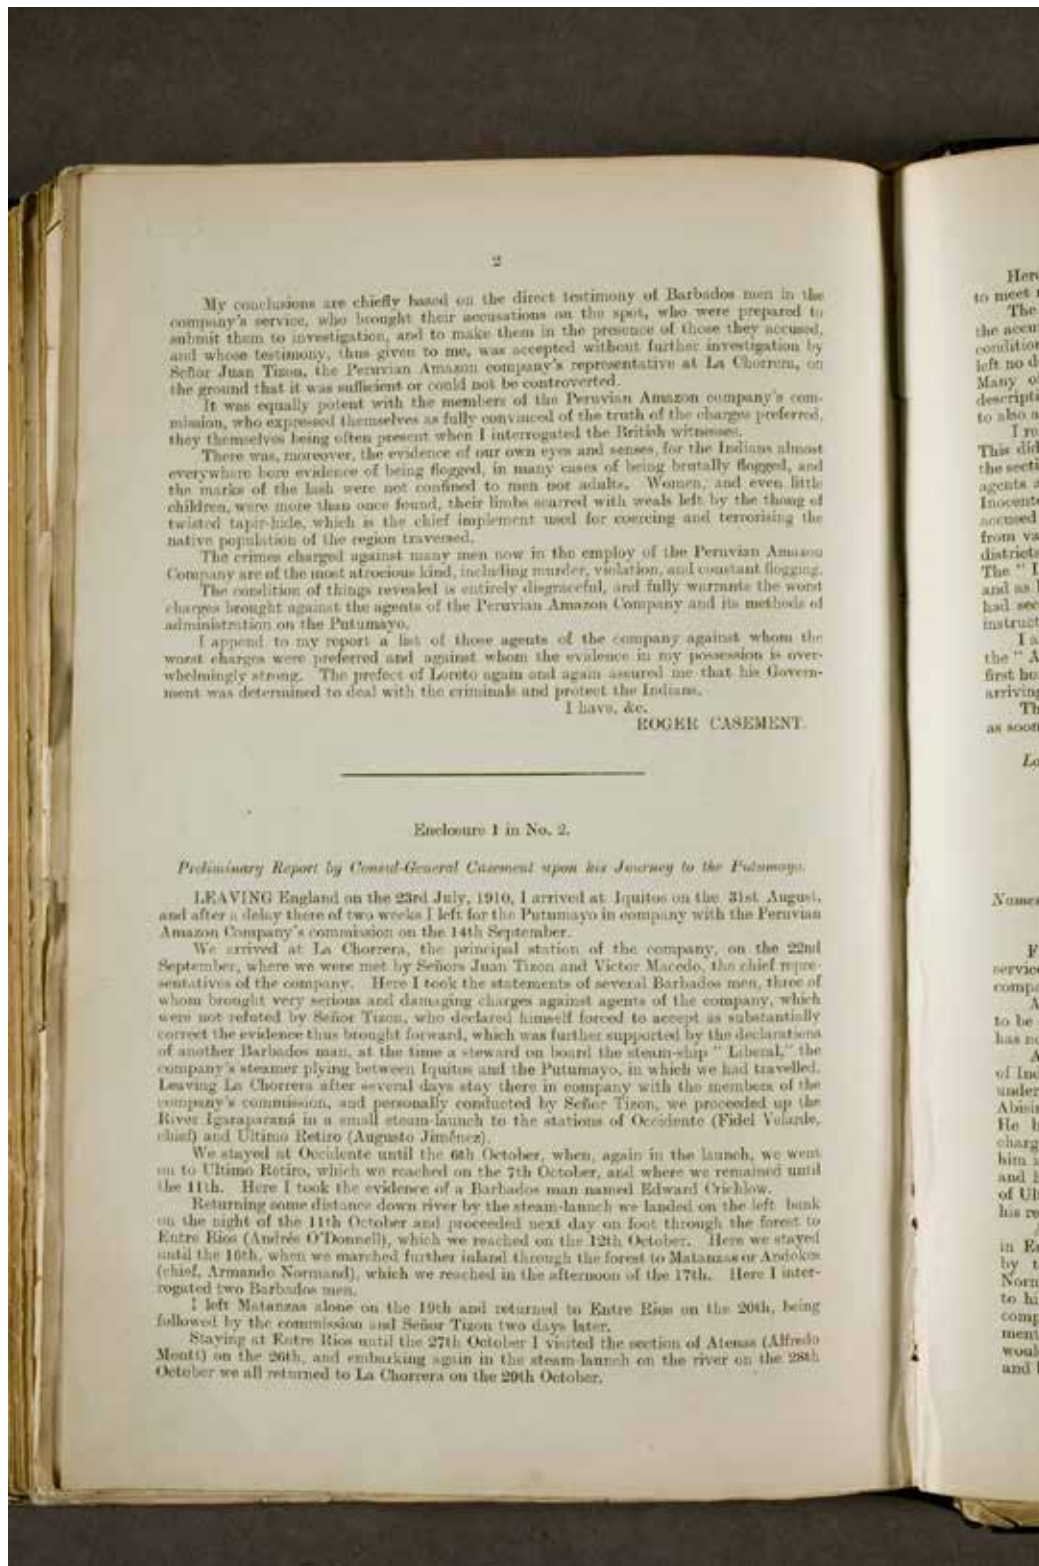 2
My conclusions are chiefly based on the direct testimony of Barbados men in the
company's service, who brought their accusations on the spot, who were prepared to
submit them to investigation, and to make them in the presence of those they accused,
and whose testimony, thus given to me, was accepted without further investigation by
Señor Juan Tizon, the Peruvian Amazon company's representative at La Chorrera, on
the ground that it was sufficient or could not be controverted.
It was equally potent with the members of the Peruvian Amazon company's com-
mission, who expressed themselves as fully convinced of the truth of the charges preferred,
they themselves being often present when I interrogated the British witnesses.
There was, moreover, the evidence of our own eyes and senses, for the Indians almost
everywhere bore evidence of being flogged, in many cases of being brutally flogged, and
the marks of the lash were not confined to men nor adults. Women, and even little
children, were more than once found, their limbs scarred with weals left by the thong of
twisted tapir-hide, which is the chief implement used for coercing and terrorising the
native population of the region traversed.
The crimes charged against many men now in the employ of the Peruvian Amazon
Company are of the most atrocious kind, including murder, violation, and constant flogging.
The condition of things revealed is entirely disgraceful, and fully warrants the worst
charges brought against the agents of the Peruvian Amazon Company and its methods of
administration on the Putumayo.
I append to my report a list of those agents of the company against whom the
worst charges were preferred and against whom the evidence in my possession is over-
whelmingly strong. The prefect of Loreto again and again assured me that his Govern-
ment was determined to deal with the criminals and protect the Indians.
I have, &c.
ROGER CASEMENT.
Enclosure 1 in No. 2.
Preliminary Report by Consul-General Casement upon his Journey to the Putumayo.
LEAVING England on the 23rd July, 1910, I arrived at Iquitos on the 31st August,
and after a delay there of two weeks I left for the Putumayo in company with the Peruvian
Amazon Company's commission on the 14th September.
We arrived at La Chorrera, the principal station of the company, on the 22nd
September, where we were met by Señors Juan Tizon and Victor Macedo, the chief repre-
sentatives of the company. Here I took the statements of several Barbados men, three of
whom brought very serious and damaging charges against agents of the company, which
were not refuted by Señor Tizon, who declared himself forced to accept as substantially
correct the evidence thus brought forward, which was further supported by the declarations
of another Barbados man, at the time a steward on board the steam-ship "Liberal," the
company's steamer plying between Iquitos and the Putumayo, in which we had travelled.
Leaving La Chorrera after several days stay there in company with the members of the
company's commission, and personally conducted by Señor Tizon, we proceeded up the
River Igaraparaná in a small steam-launch to the stations of Occidente (Fidel Velarde,
chief) and Ultimo Retiro (Augusto Jiménez).
We stayed at Occidente until the 6th October, when, again in the launch, we went
on to Ultimo Retiro, which we reached on the 7th October, and where we remained until
the 11th. Here I took the evidence of a Barbados man named Edward Crichlow.
Returning some distance down river by the steam-launch we landed on the left bank
on the night of the 11th October and proceeded next day on foot through the forest to
Entre Rios (Andrés O'Donnell), which we reached on the 12th October. Here we stayed
until the 16th, when we marched further inland through the forest to Matanzas or Andokes
(chief, Armando Normand), which we reached in the afternoon of the 17th. Here I inter-
rogated two Barbados men.
I left Matanzas alone on the 19th and returned to Entre Rios on the 20th, being
followed by the commission and Señor Tizon two days later.
Staying at Entre Rios until the 27th October I visited the section of Atenas (Alfredo
Montt) on the 26th, and embarking again in the steam-launch on the river on the 28th
October we all returned to La Chorrera on the 29th October.
to meet
The
left no
Many
to also a
This did
agents a
accused
from
districts
The "
and as
had
the "A
first
arriving
as soon
to be
has
under
He
him
and
of
his
in
by
to hi
and